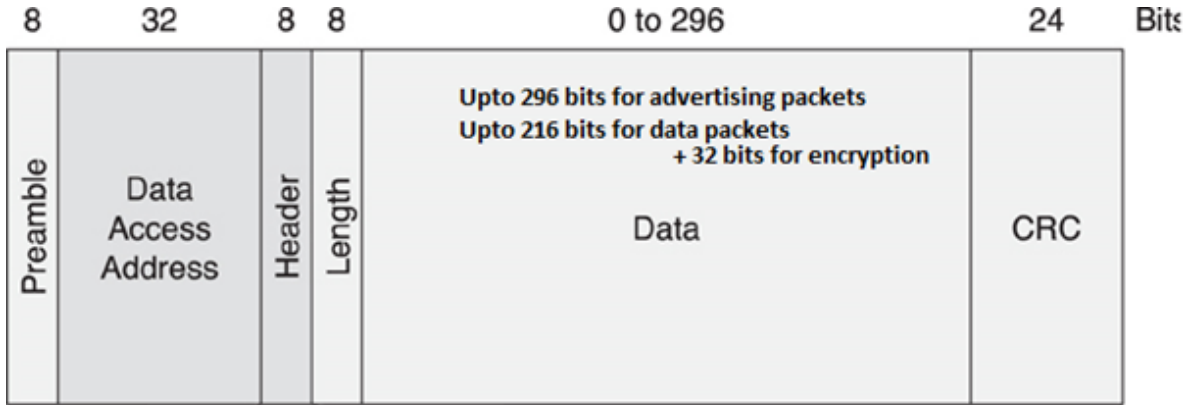 8 32 8 8 0 to 296 24 Bits
Upto 296 bits for advertising packets
Upto 216 bits for data packets
+ 32 bits for encryption
Preamble
Data
Access
Address
Header
Length
Data
CRC